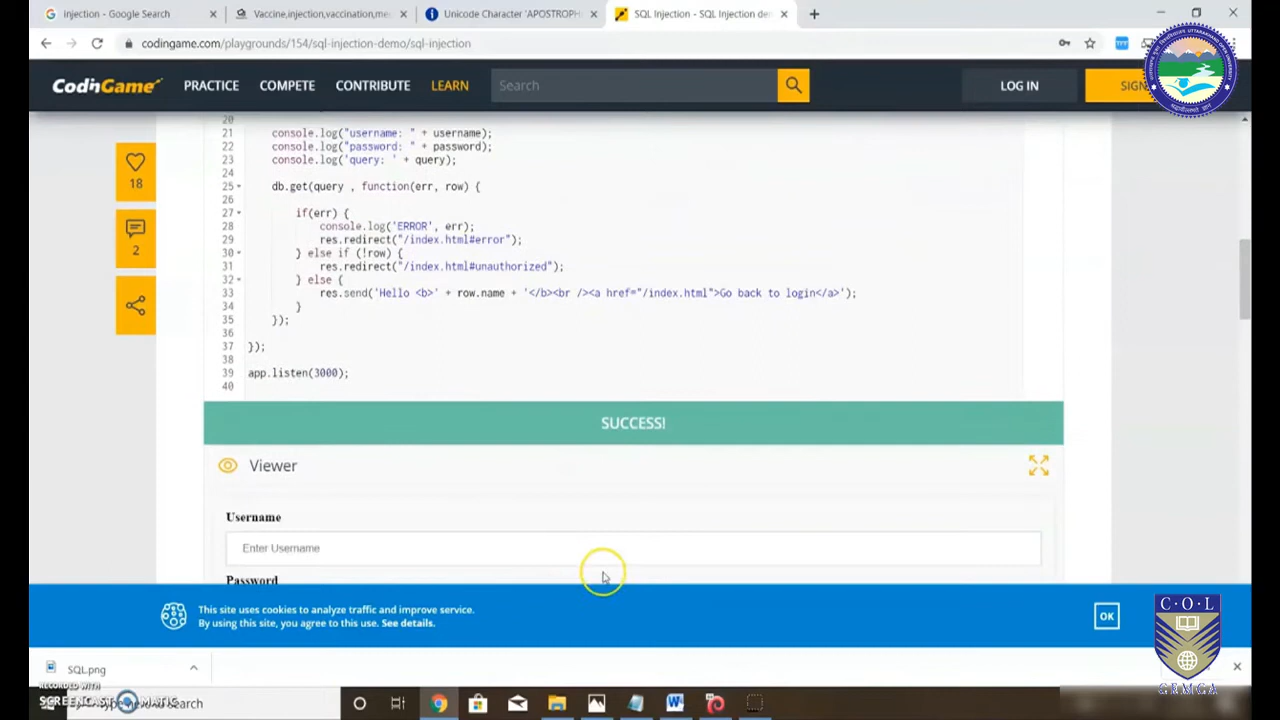 injection - Google Search
Vaccine,injection,vaccination,me
Unicode Character 'APOSTROPH
SQL Injection - SQL Injection de
codingame.com/playgrounds/154/sql-injection-demo/sql-injection
CodinGame
PRACTICE
COMPETE
CONTRIBUTE
LEARN
Search
LOG IN
SIGN
18
2
20
21 console.log("username: " + username);
22 console.log("password: " + password);
23 console.log('query: ' + query);
24
25 db.get(query , function(err, row) {
26
27 if(err) {
28 console.log('ERROR', err);
29 res.redirect("/index.html#error");
30 } else if (!row) {
31 res.redirect("/index.html#unauthorized");
32 } else {
33 res.send('Hello <b>' + row.name + '</b><br /><a href="/index.html">Go back to login</a>');
34 }
35 });
36
37 });
38
39 app.listen(3000);
40
SUCCESS!
Viewer
Username
Enter Username
Password
This site uses cookies to analyze traffic and improve service.
By using this site, you agree to this use. See details.
OK
C·O·L
SQL.png
RECORDED WITH
SCREENCAST MATIC
Search